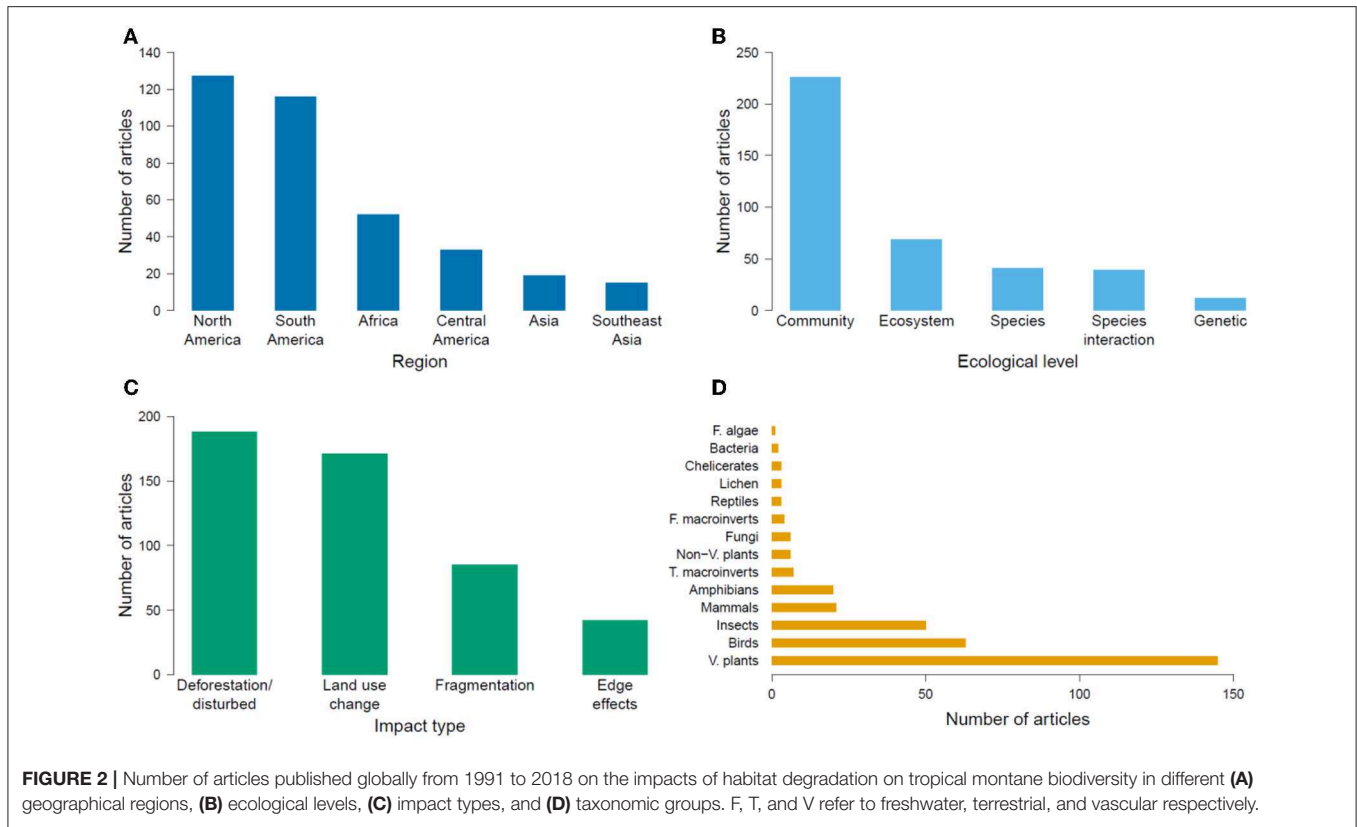 A
140
120
100
80
60
40
20
0
Number of articles
North America
South America
Africa
Central America
Asia
Southeast Asia
Region
B
250
200
150
100
50
0
Number of articles
Community
Ecosystem
Species
Species interaction
Genetic
Ecological level
C
200
150
100
50
0
Number of articles
Deforestation/ disturbed
Land use change
Fragmentation
Edge effects
Impact type
D
F. algae
Bacteria
Chelicerates
Lichen
Reptiles
F. macroinverts
Fungi
Non−V. plants
T. macroinverts
Amphibians
Mammals
Insects
Birds
V. plants
0
50
100
150
Number of articles
FIGURE 2 | Number of articles published globally from 1991 to 2018 on the impacts of habitat degradation on tropical montane biodiversity in different (A)
geographical regions, (B) ecological levels, (C) impact types, and (D) taxonomic groups. F, T, and V refer to freshwater, terrestrial, and vascular respectively.